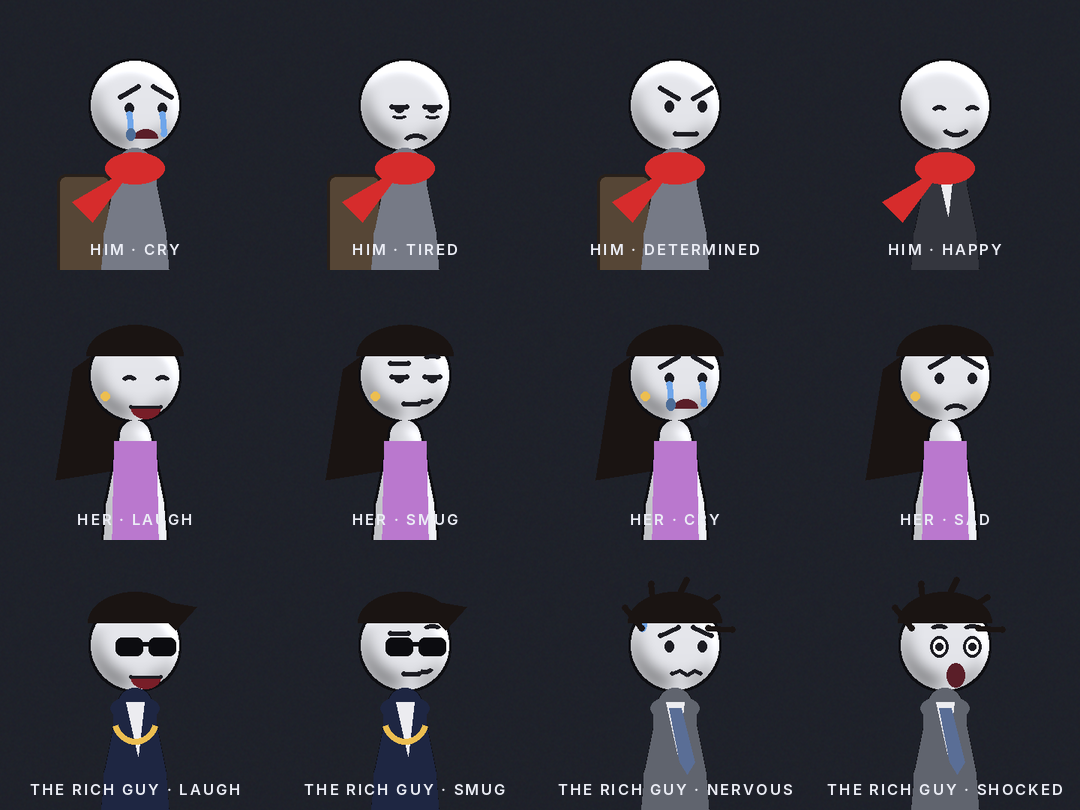 HIM · CRY
HIM · TIRED
HIM · DETERMINED
HIM · HAPPY
HER · LAUGH
HER · SMUG
HER · CRY
HER · SAD
THE RICH GUY · LAUGH
THE RICH GUY · SMUG
THE RICH GUY · NERVOUS
THE RICH GUY · SHOCKED